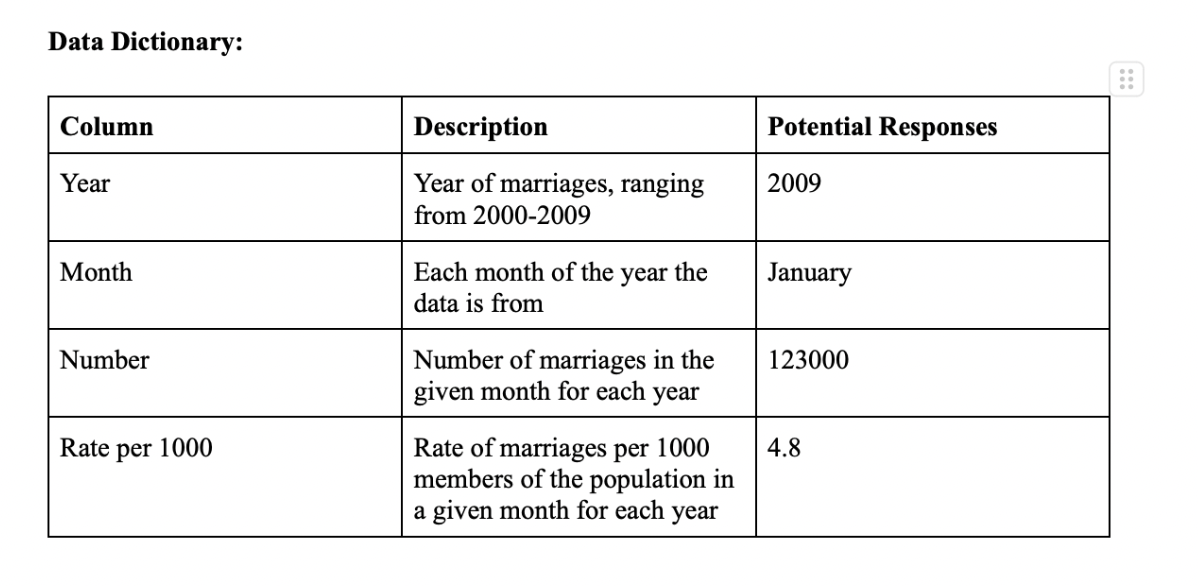 Data Dictionary:
Column Description Potential Responses
Year Year of marriages, ranging 2009
from 2000-2009
Month Each month of the year the January
data is from
Number Number of marriages in the 123000
given month for each year
Rate per 1000 Rate of marriages per 1000 4.8
members of the population in
a given month for each year